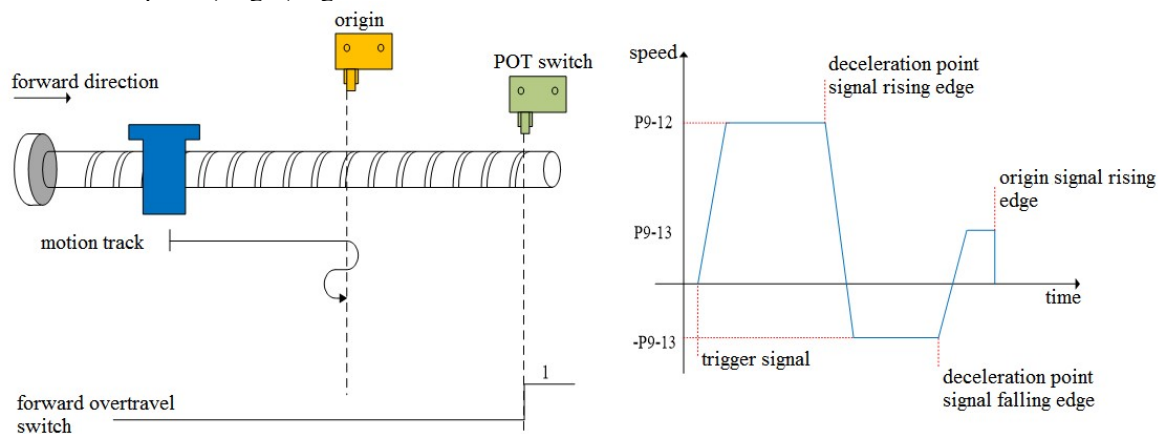 origin
POT switch
forward direction
motion track
1
forward overtravel
switch
speed
deceleration point
signal rising edge
P9-12
origin signal rising
edge
P9-13
time
-P9-13
trigger signal
deceleration point
signal falling edge